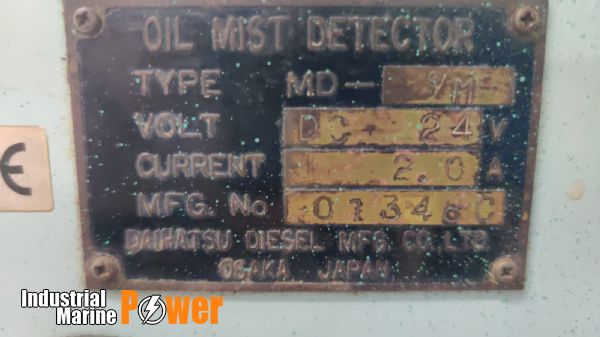 OIL MIST DETECTOR
TYPE MD-
VOLT DC 24 V
CURRENT 2.0 A
MFG. No
DAIHATSU DIESEL MFG. CO., LTD.
OSAKA JAPAN
CE
Industrial
Marine Power